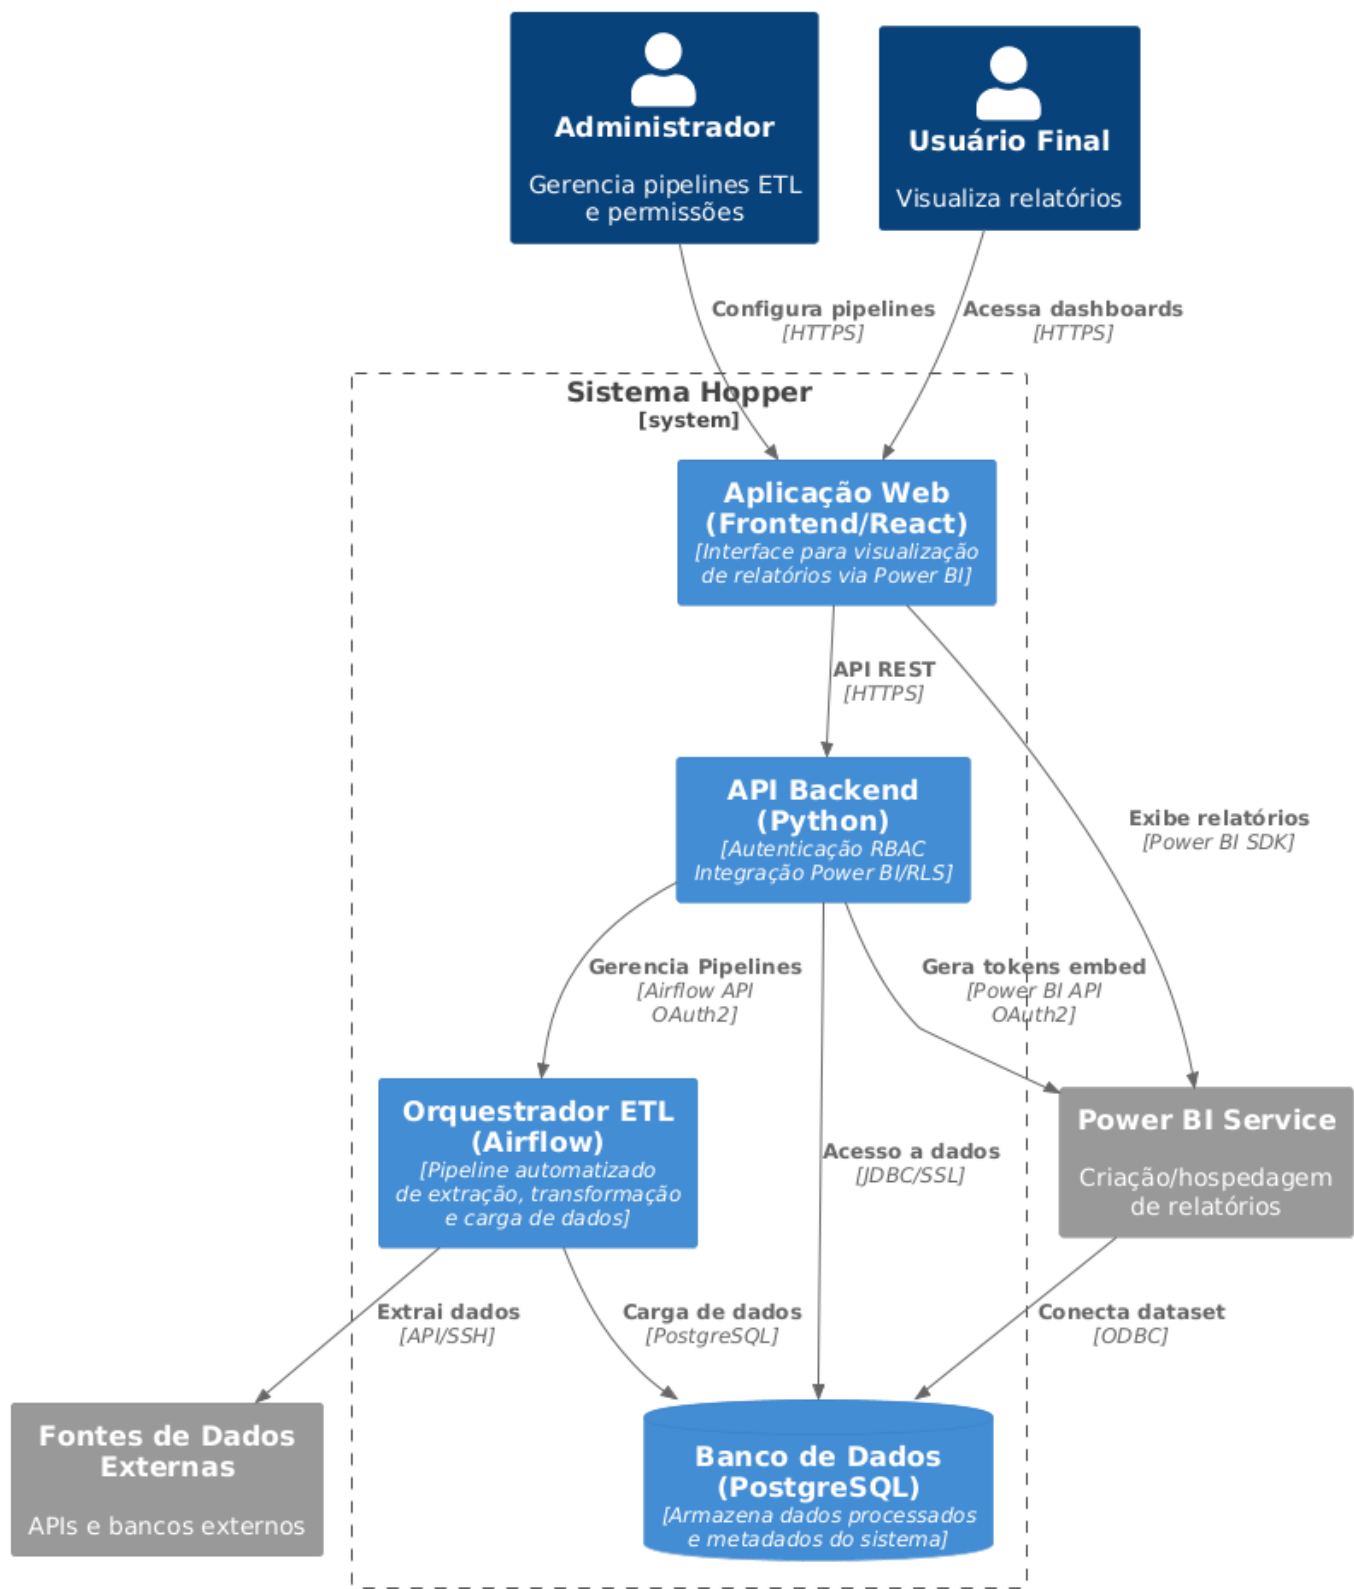 Administrador
Gerencia pipelines ETL
e permissões
Usuário Final
Visualiza relatórios
Configura pipelines
[HTTPS]
Acessa dashboards
[HTTPS]
Sistema Hopper
[system]
Aplicação Web
(Frontend/React)
[Interface para visualização
de relatórios via Power BI]
API REST
[HTTPS]
API Backend
(Python)
[Autenticação RBAC
Integração Power BI/RLS]
Exibe relatórios
[Power BI SDK]
Gerencia Pipelines
[Airflow API
OAuth2]
Gera tokens embed
[Power BI API
OAuth2]
Orquestrador ETL
(Airflow)
[Pipeline automatizado
de extração, transformação
e carga de dados]
Acesso a dados
[JDBC/SSL]
Power BI Service
Criação/hospedagem
de relatórios
Extrai dados
[API/SSH]
Carga de dados
[PostgreSQL]
Conecta dataset
[ODBC]
Fontes de Dados
Externas
APIs e bancos externos
Banco de Dados
(PostgreSQL)
[Armazena dados processados
e metadados do sistema]